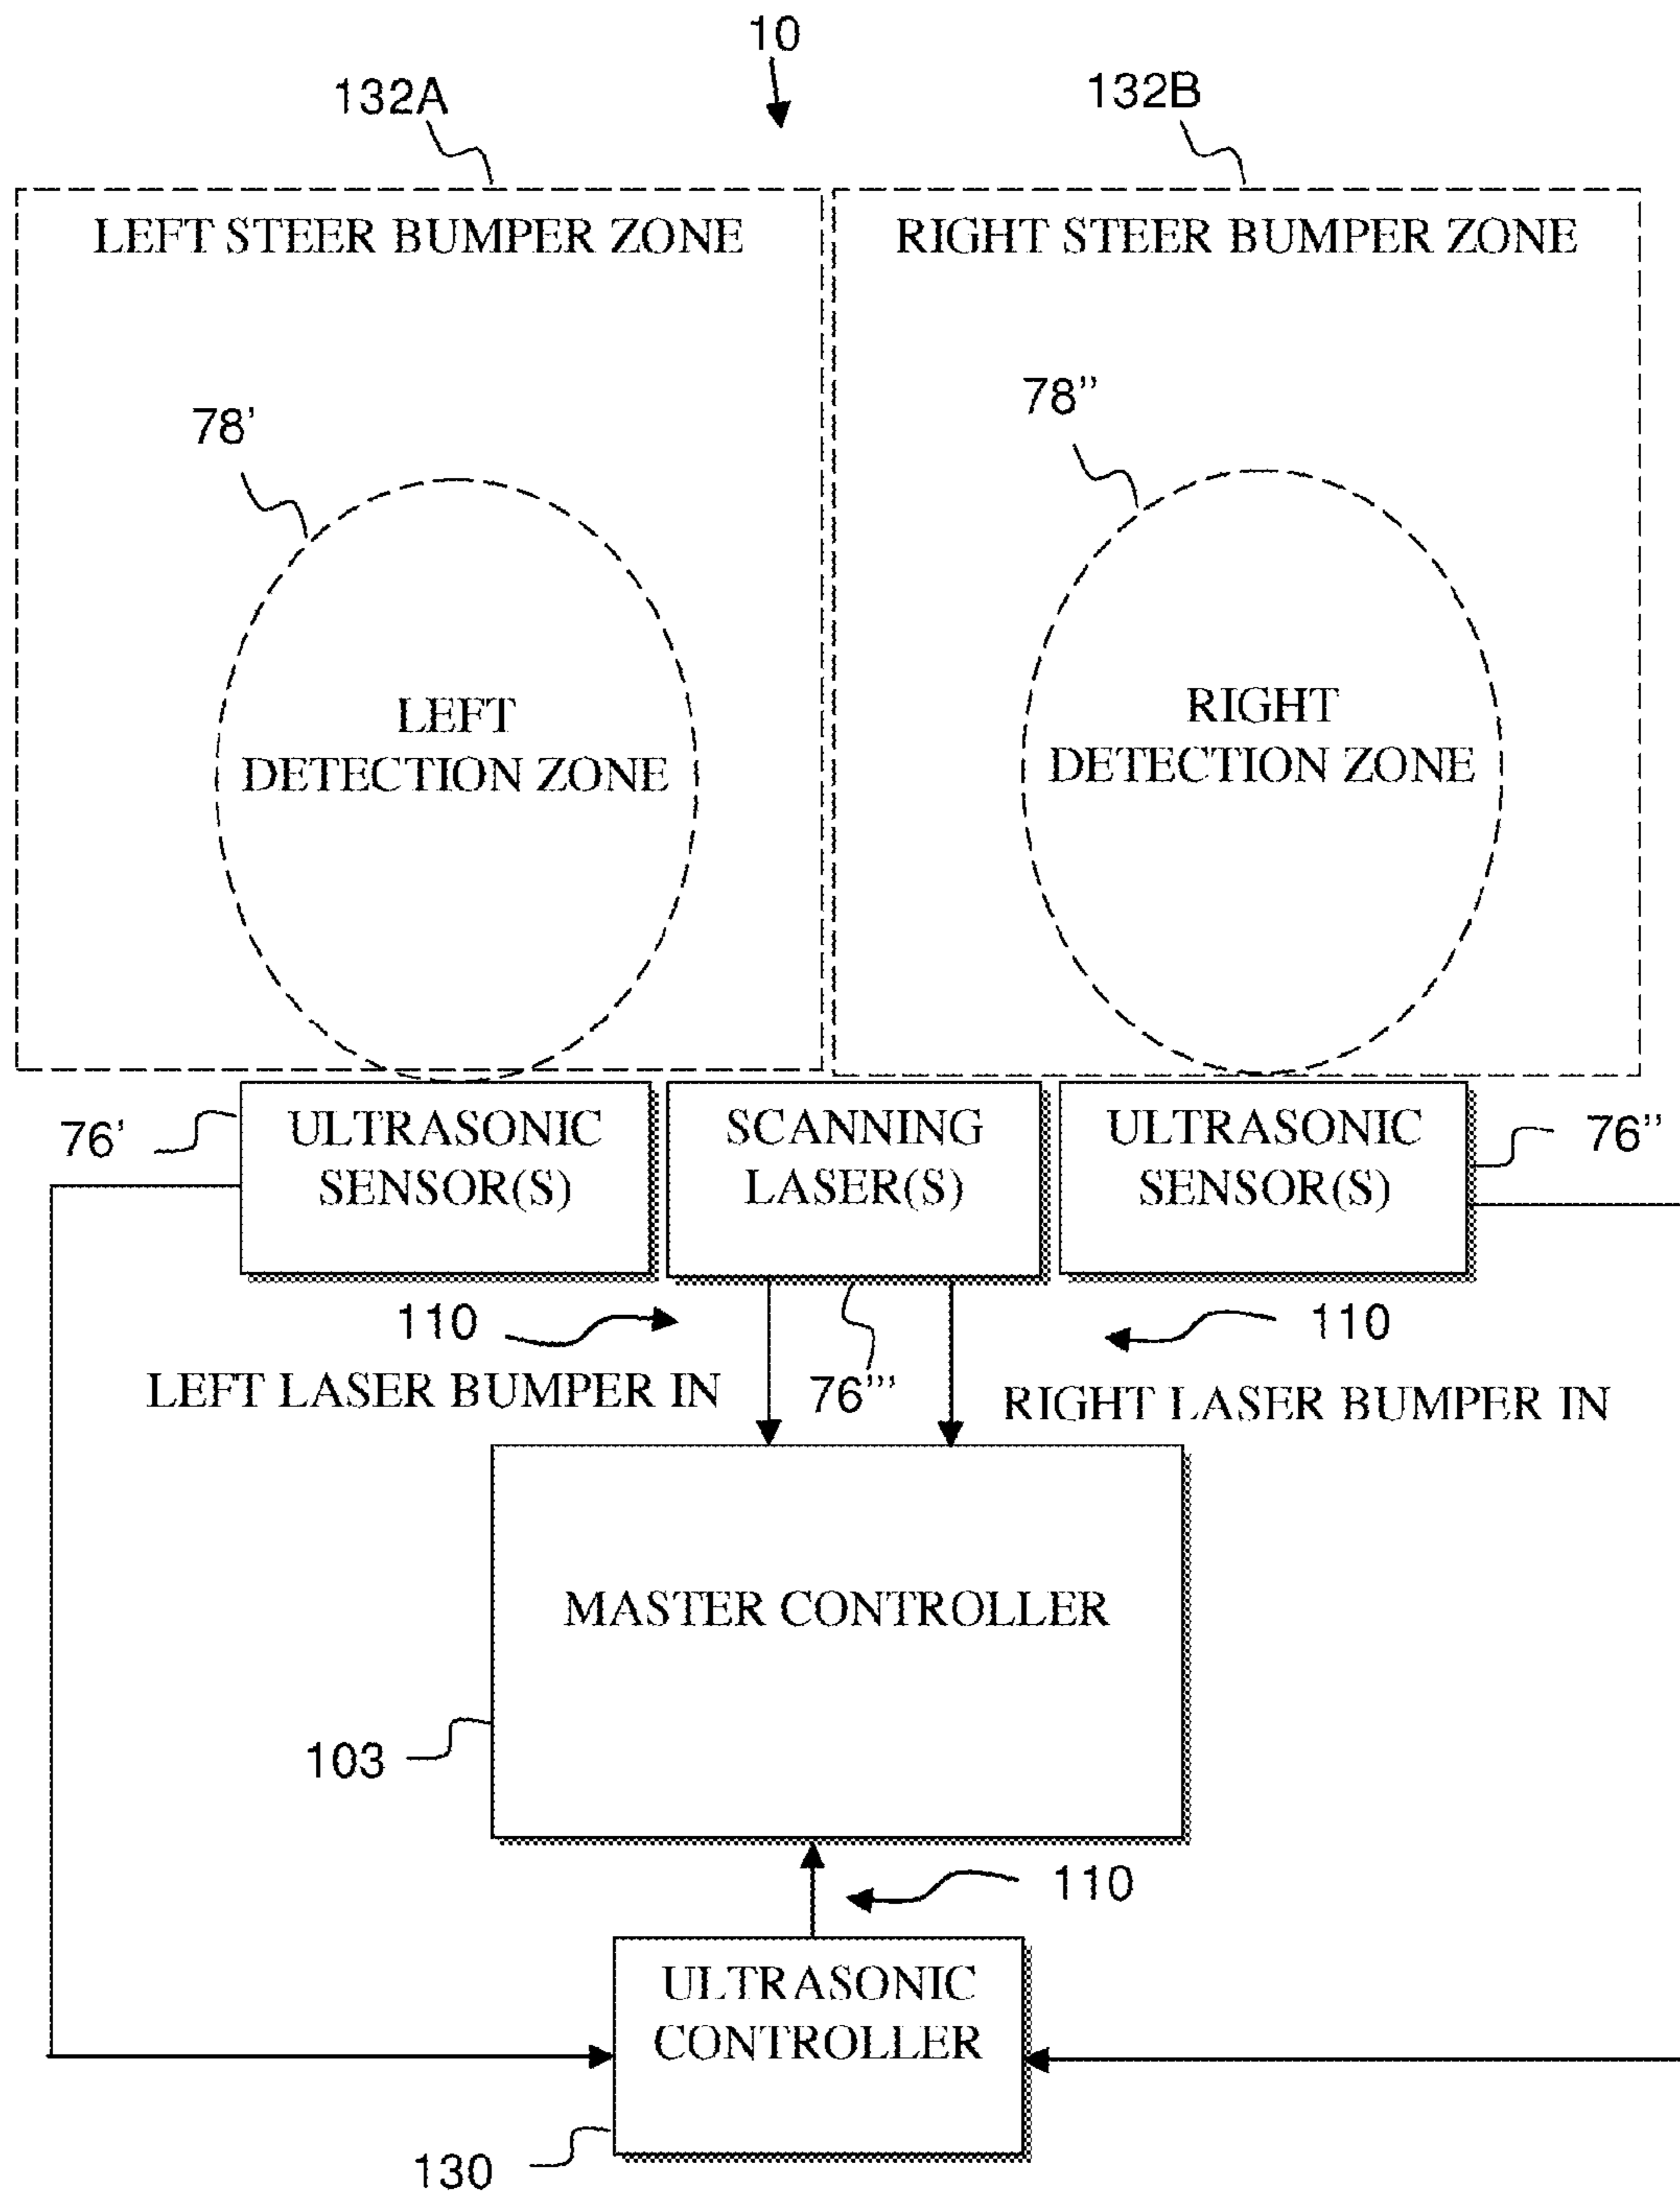 10
132A
132B
LEFT STEER BUMPER ZONE
RIGHT STEER BUMPER ZONE
78'
78”
LEFT
DETECTION ZONE
RIGHT
DETECTION ZONE
76'
ULTRASONIC
SENSOR(S)
SCANNING
LASER(S)
ULTRASONIC
SENSOR(S)
76"
110
110
LEFT LASER BUMPER IN
76'''
RIGHT LASER BUMPER IN
MASTER CONTROLLER
103
110
ULTRASONIC
CONTROLLER
130